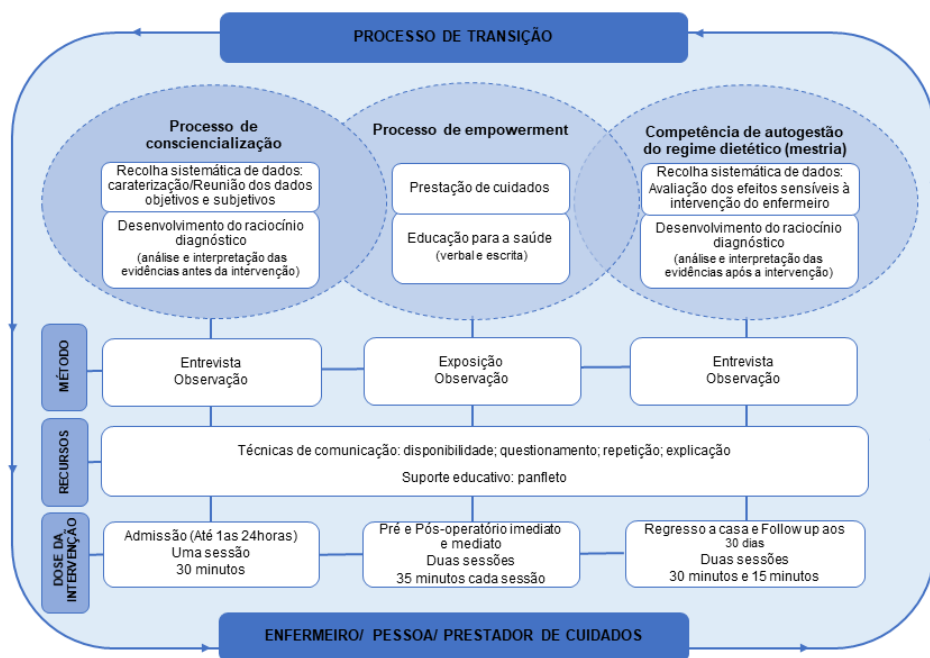 PROCESSO DE TRANSIÇÃO
Processo de
consciencialização
Recolha sistemática de dados:
caraterização/Reunião dos dados
objetivos e subjetivos
Desenvolvimento do raciocínio
diagnóstico
(análise e interpretação das
evidências antes da intervenção)
Processo de empowerment
Prestação de cuidados
Educação para a saúde
(verbal e escrita)
Competência de autogestão
do regime dietético (mestria)
Recolha sistemática de dados:
Avaliação dos efeitos sensíveis à
intervenção do enfermeiro
Desenvolvimento do raciocínio
diagnóstico
(análise e interpretação das
evidências após a intervenção)
MÉTODO
Entrevista
Observação
Exposição
Observação
Entrevista
Observação
RECURSOS
Técnicas de comunicação: disponibilidade; questionamento; repetição; explicação
Suporte educativo: panfleto
DOSE DA
INTERVENÇÃO
Admissão (Até 1as 24horas)
Uma sessão
30 minutos
Pré e Pós-operatório imediato
e mediato
Duas sessões
35 minutos cada sessão
Regresso a casa e Follow up aos
30 dias
Duas sessões
30 minutos e 15 minutos
ENFERMEIRO/ PESSOA/ PRESTADOR DE CUIDADOS